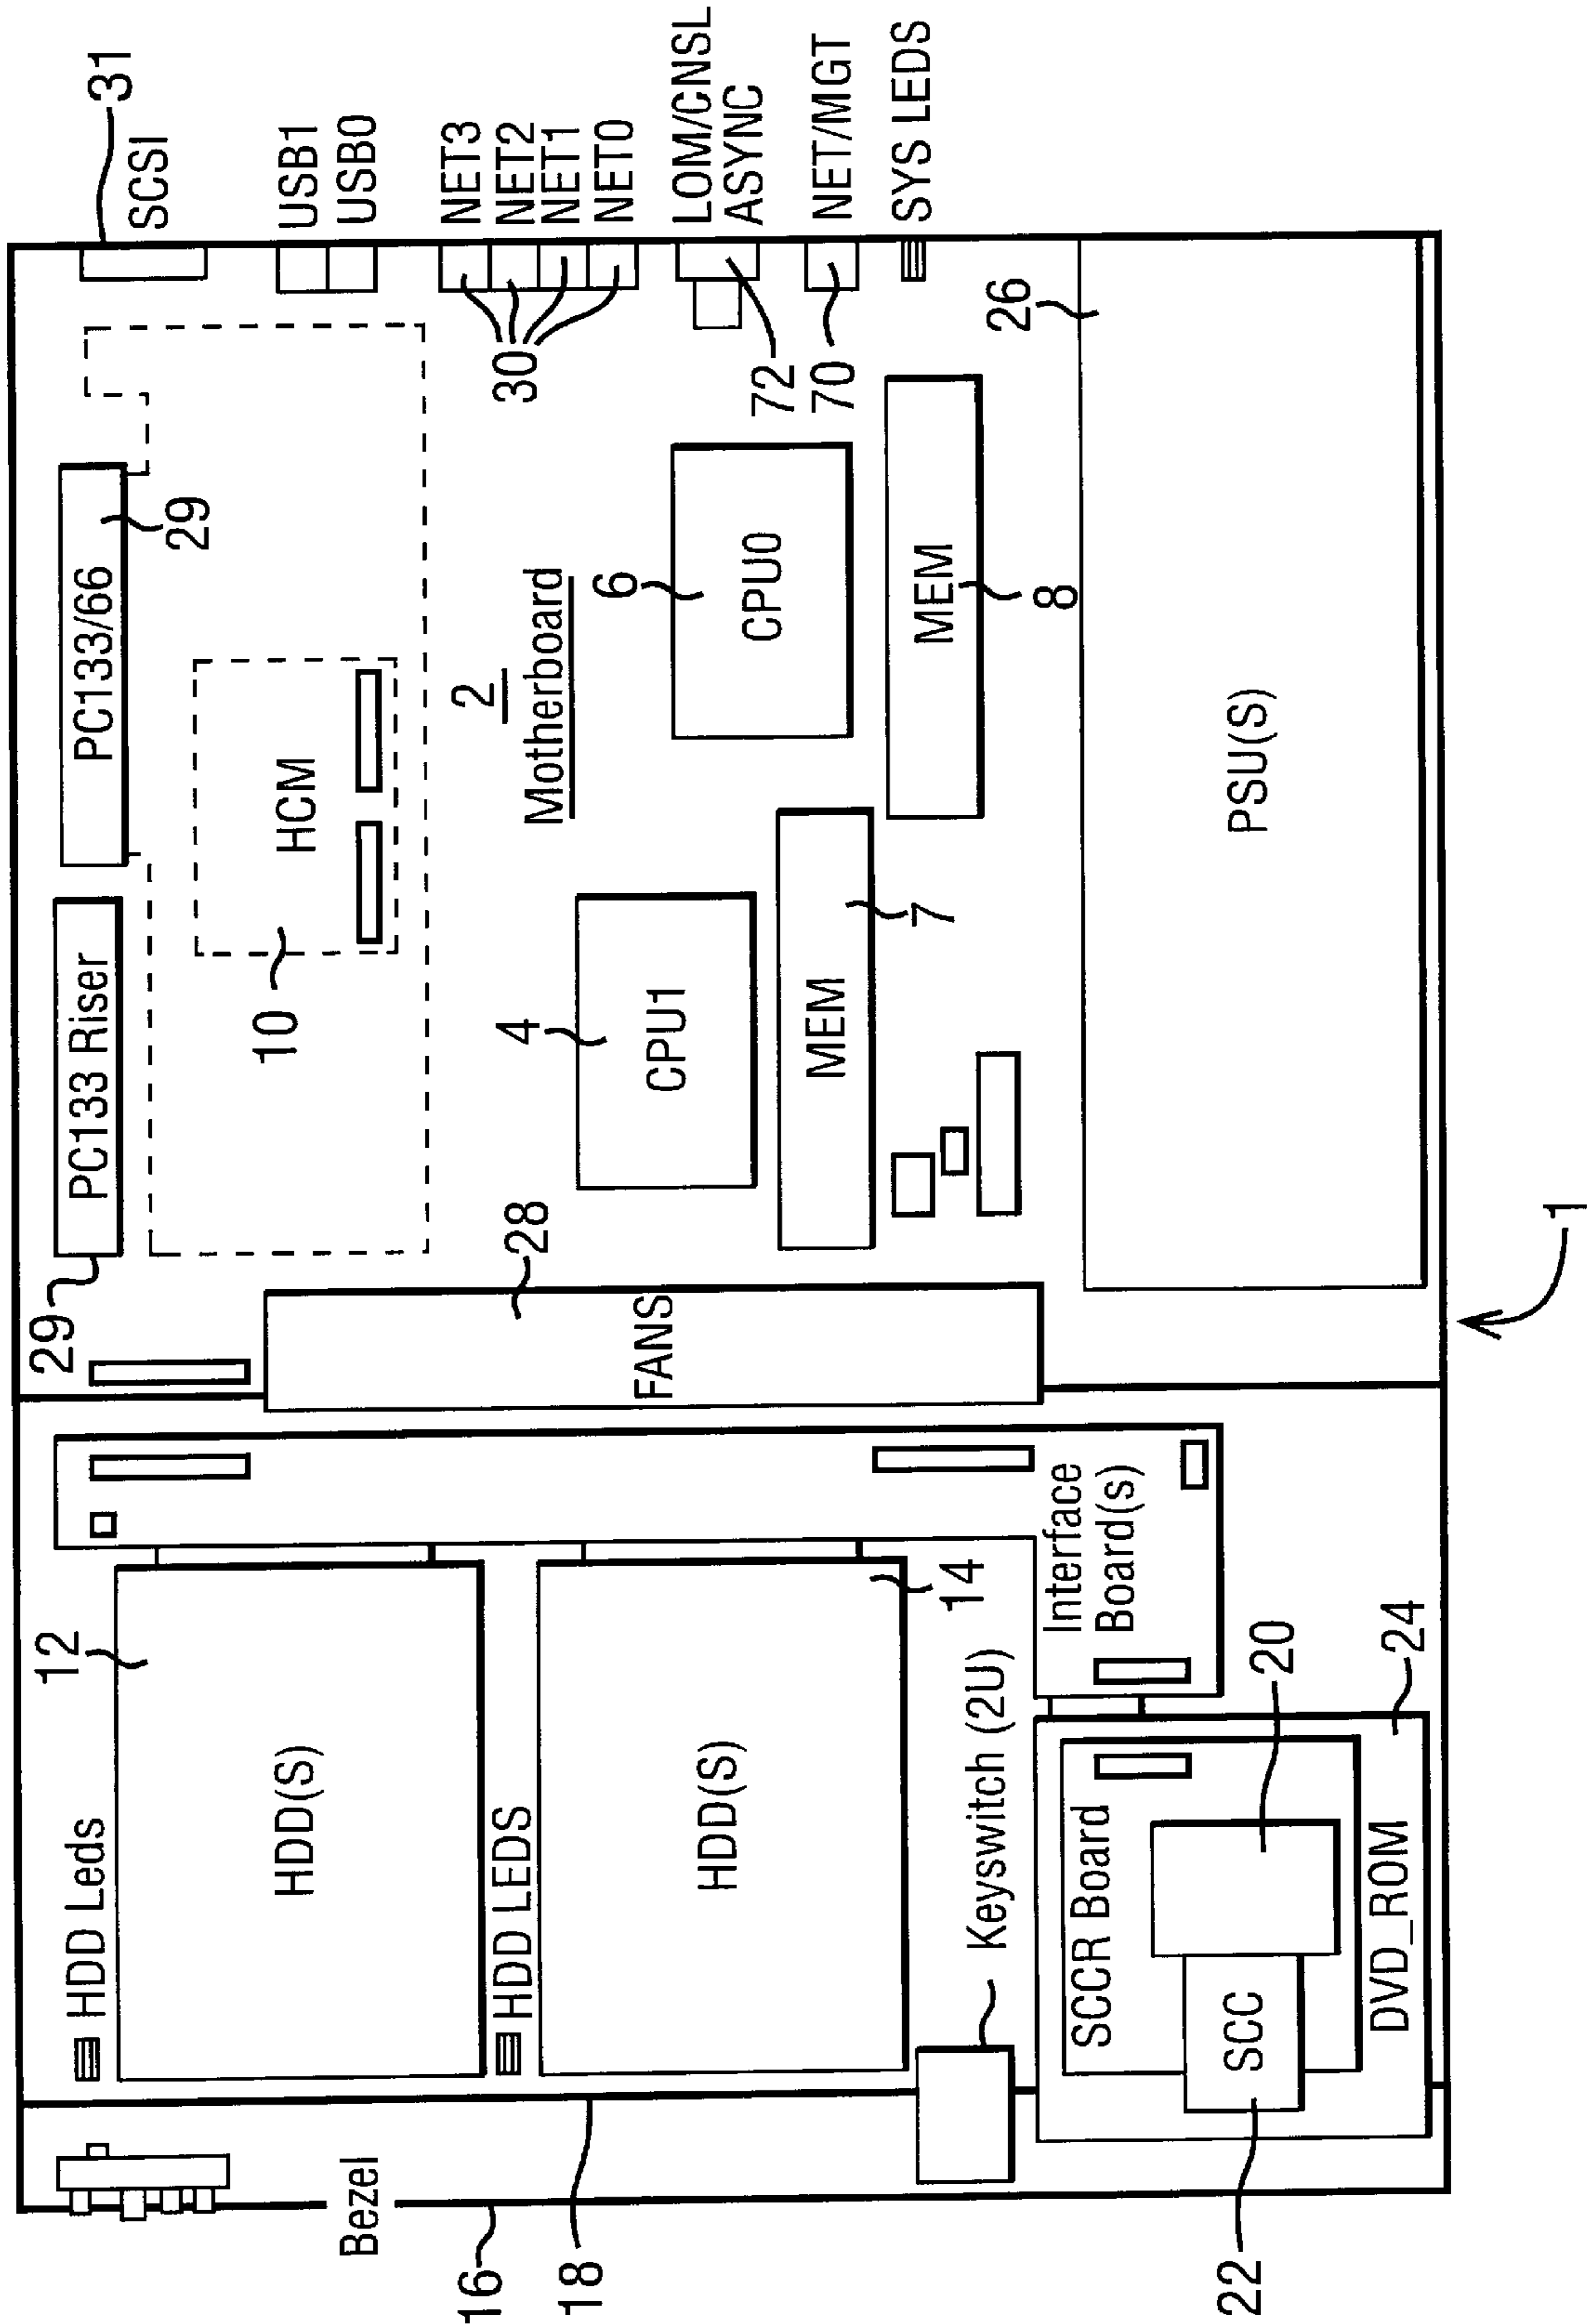 31
SCSI
USB1
USB0
NET3
NET2
NET1
NET0
LOM/CNSL
ASYNC
NET/MGT
SYS LEDS
30
72
70
26
PC133/66
29
HCM
10
2
Motherboard
6
CPU0
MEM
8
PSU(S)
PC133 Riser
29
4
CPU1
MEM
7
28
FANS
1
Interface
Board(s)
12
HDD(S)
HDD Leds
14
HDD(S)
HDD LEDS
Keyswitch (2U)
20
24
SCCR Board
SCC
DVD_ROM
22
Bezel
16
18